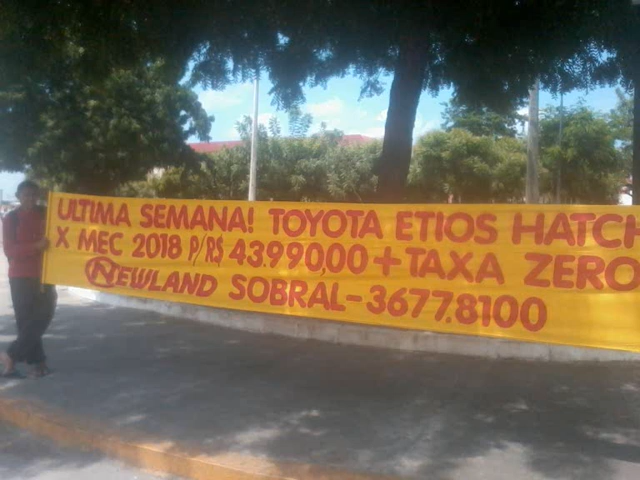 ULTIMA SEMANA! TOYOTA ETIOS HATCH
X MEC 2018 P/R$ 43.990,00 + TAXA ZERO
NEWLAND SOBRAL - 3677.8100